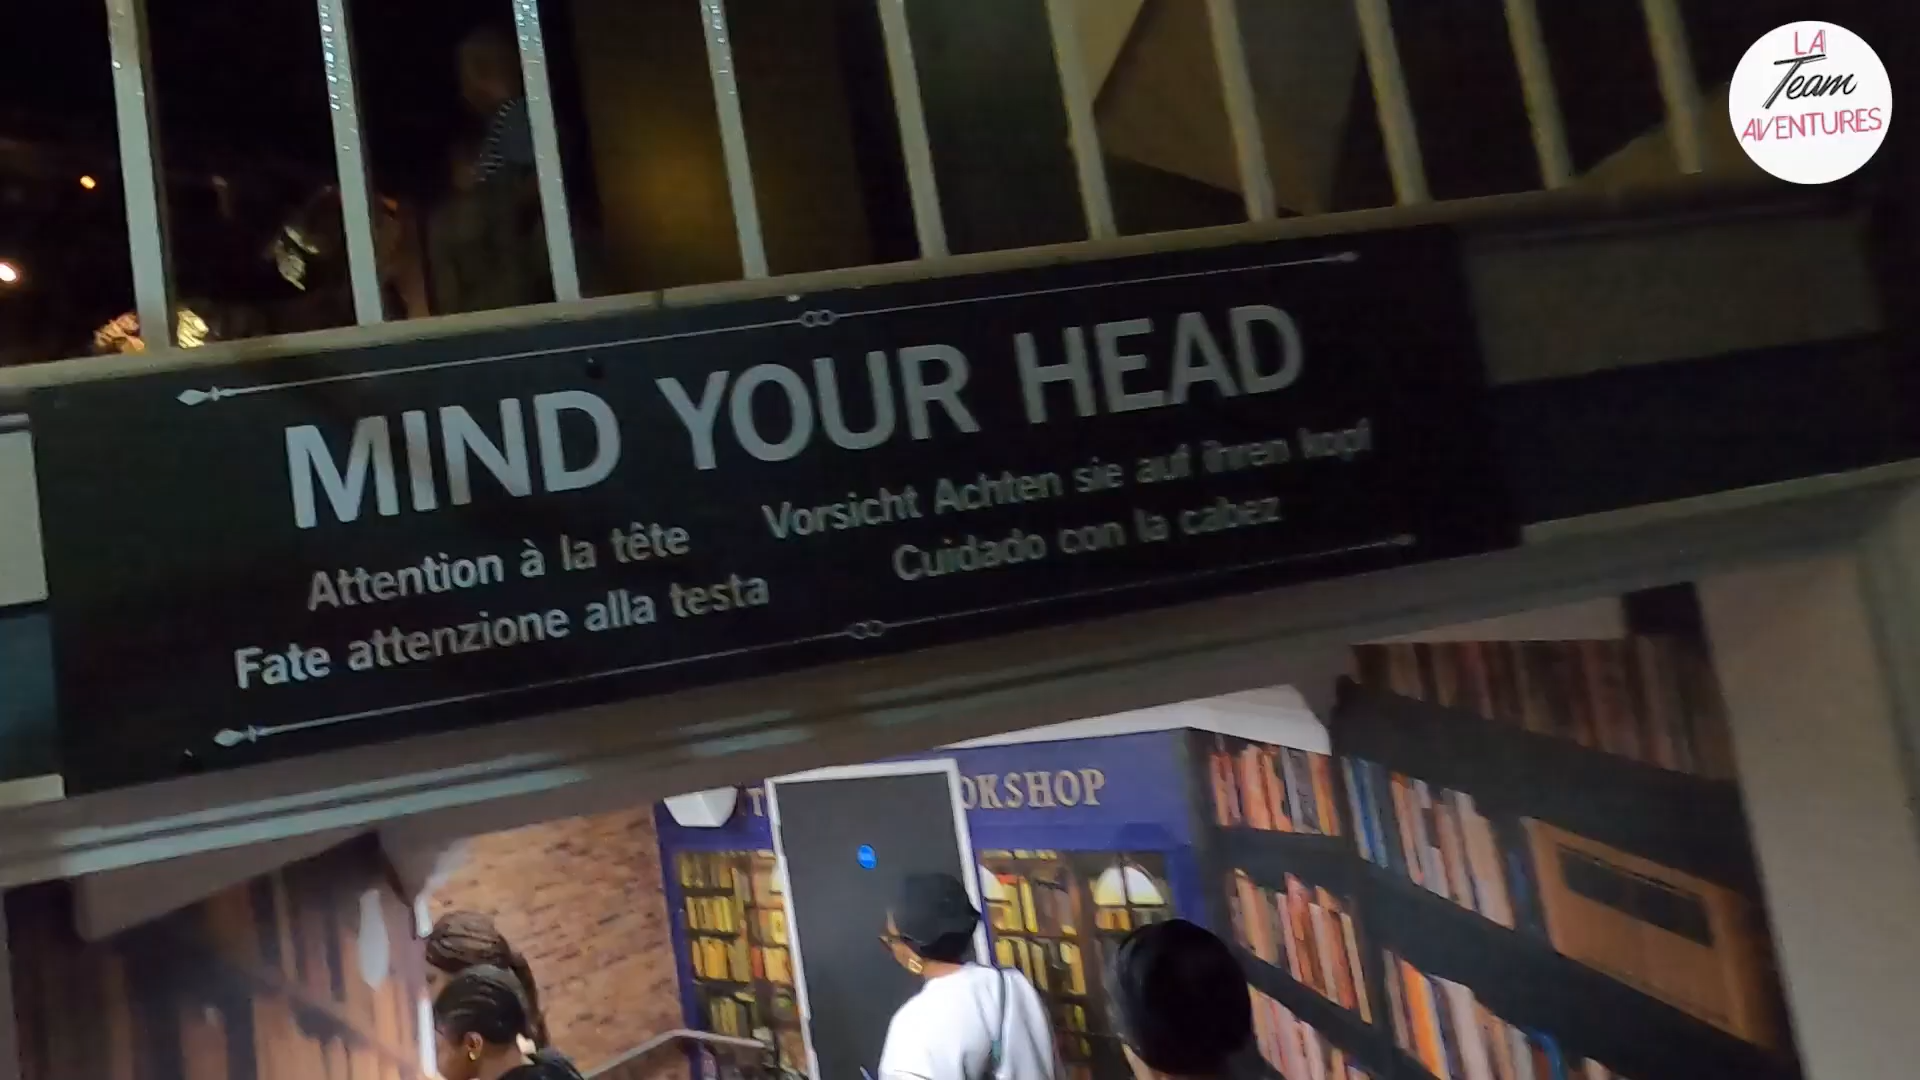 LA
Team
AVENTURES
MIND YOUR HEAD
Attention à la tête
Vorsicht Achten sie auf ihren kopf
Fate attenzione alla testa
Cuidado con la cabez